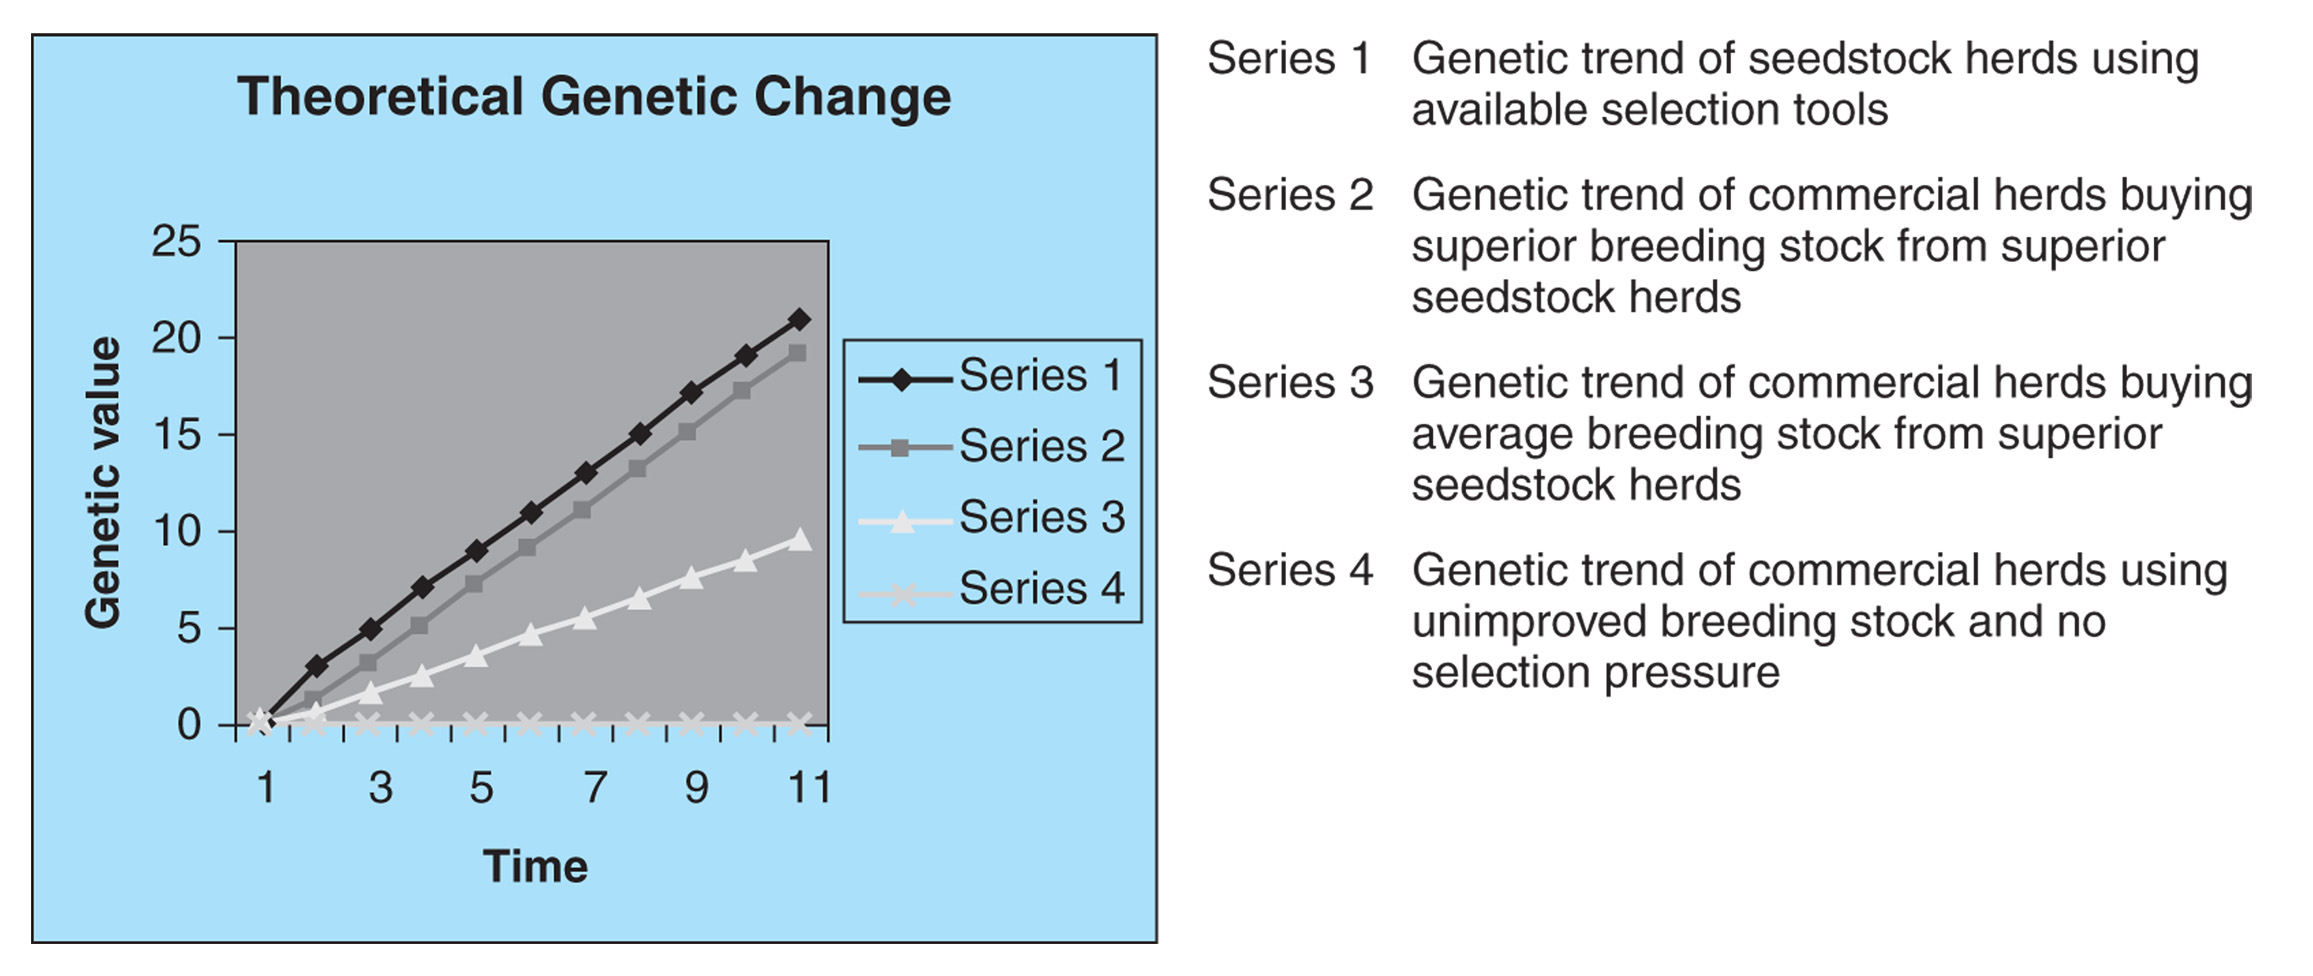 Theoretical Genetic Change
25
20
15
10
5
0
Genetic value
1 3 5 7 9 11
Time
Series 1
Series 2
Series 3
Series 4
Series 1 Genetic trend of seedstock herds using
available selection tools
Series 2 Genetic trend of commercial herds buying
superior breeding stock from superior
seedstock herds
Series 3 Genetic trend of commercial herds buying
average breeding stock from superior
seedstock herds
Series 4 Genetic trend of commercial herds using
unimproved breeding stock and no
selection pressure